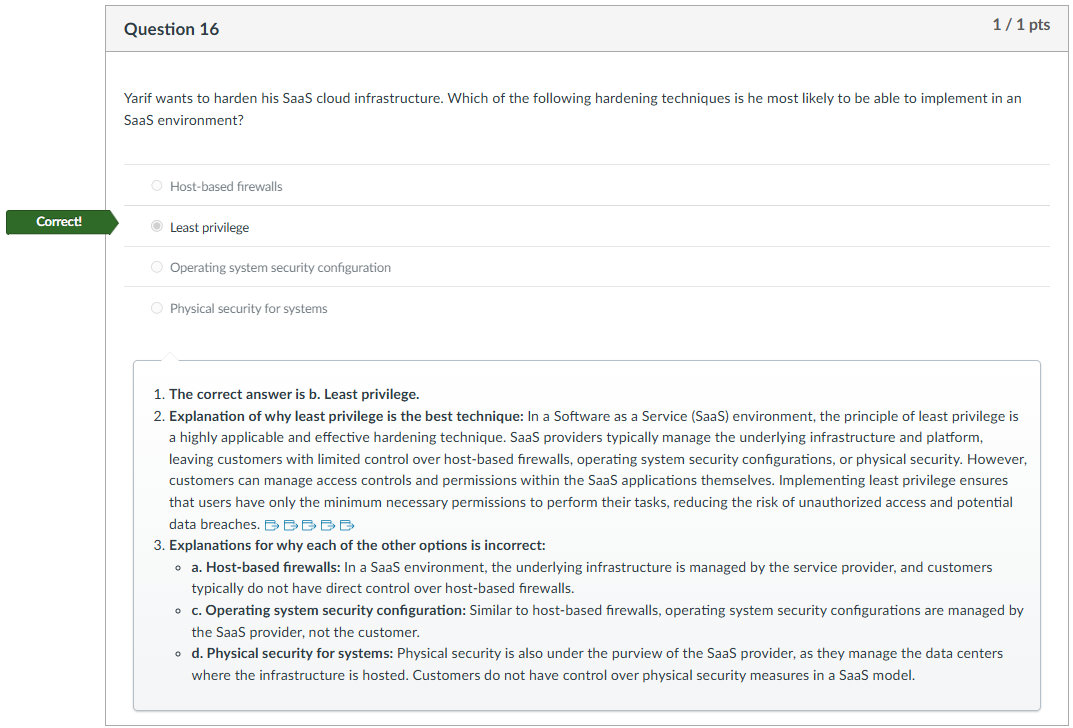 Question 16
1 / 1 pts
Yarif wants to harden his SaaS cloud infrastructure. Which of the following hardening techniques is he most likely to be able to implement in an
SaaS environment?
Host-based firewalls
Correct!
Least privilege
Operating system security configuration
Physical security for systems
1. The correct answer is b. Least privilege.
2. Explanation of why least privilege is the best technique: In a Software as a Service (SaaS) environment, the principle of least privilege is
a highly applicable and effective hardening technique. SaaS providers typically manage the underlying infrastructure and platform,
leaving customers with limited control over host-based firewalls, operating system security configurations, or physical security. However,
customers can manage access controls and permissions within the SaaS applications themselves. Implementing least privilege ensures
that users have only the minimum necessary permissions to perform their tasks, reducing the risk of unauthorized access and potential
data breaches.
3. Explanations for why each of the other options is incorrect:
a. Host-based firewalls: In a SaaS environment, the underlying infrastructure is managed by the service provider, and customers
typically do not have direct control over host-based firewalls.
c. Operating system security configuration: Similar to host-based firewalls, operating system security configurations are managed by
the SaaS provider, not the customer.
d. Physical security for systems: Physical security is also under the purview of the SaaS provider, as they manage the data centers
where the infrastructure is hosted. Customers do not have control over physical security measures in a SaaS model.